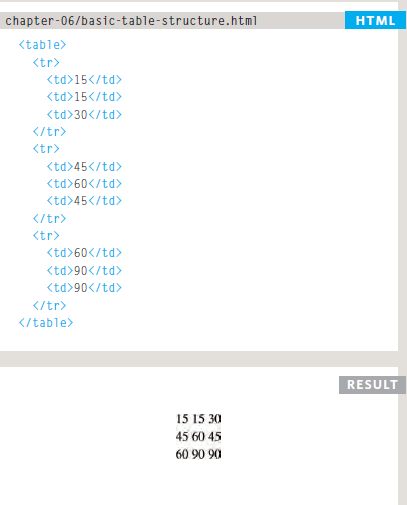 chapter-06/basic-table-structure.html HTML
<table>
<tr>
<td>15</td>
<td>15</td>
<td>30</td>
</tr>
<tr>
<td>45</td>
<td>60</td>
<td>45</td>
</tr>
<tr>
<td>60</td>
<td>90</td>
<td>90</td>
</tr>
</table>
RESULT
15 15 30
45 60 45
60 90 90